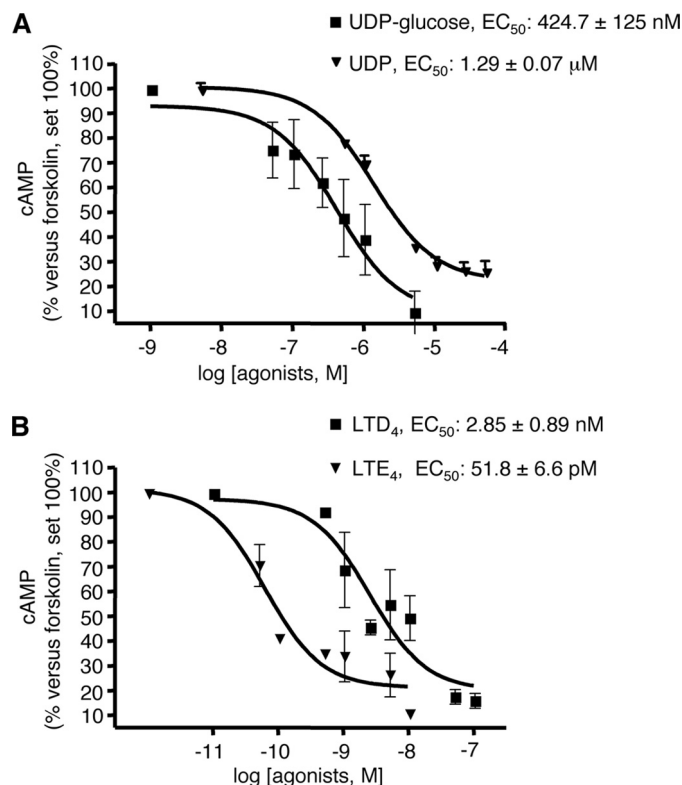 A
UDP-glucose, EC50: 424.7 ± 125 nM
UDP, EC50: 1.29 ± 0.07 μM
110
100
90
80
70
60
50
40
30
20
10
cAMP
(% versus forskolin, set 100%)
-9 -8 -7 -6 -5 -4
log [agonists, M]
B
LTD4, EC50: 2.85 ± 0.89 nM
LTE4, EC50: 51.8 ± 6.6 pM
110
100
90
80
70
60
50
40
30
20
10
cAMP
(% versus forskolin, set 100%)
-11 -10 -9 -8 -7
log [agonists, M]